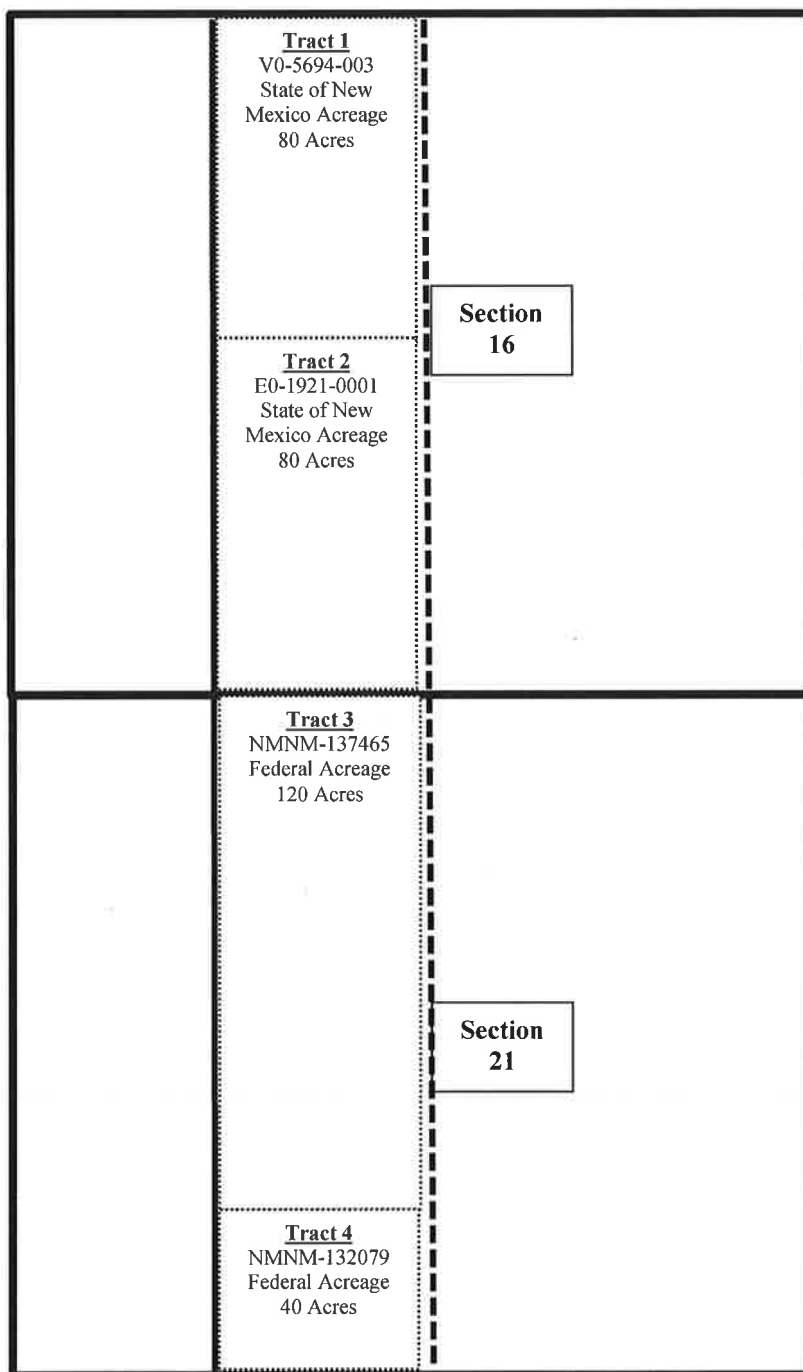 Tract 1
V0-5694-003
State of New
Mexico Acreage
80 Acres
Section
16
Tract 2
E0-1921-0001
State of New
Mexico Acreage
80 Acres
Tract 3
NMNM-137465
Federal Acreage
120 Acres
Section
21
Tract 4
NMNM-132079
Federal Acreage
40 Acres